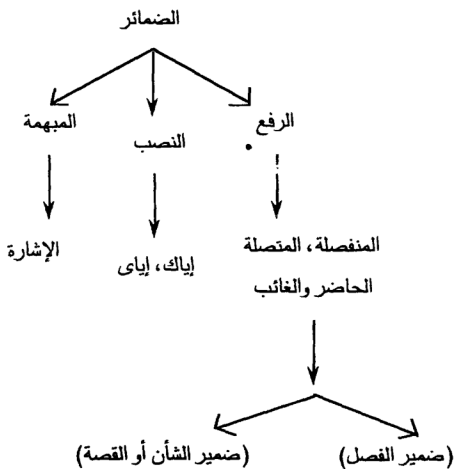 الضمائر
الرفع
النصب
المبهمة
المنفصلة، المتصلة
الحاضر والغائب
إياك، إياى
الإشارة
(ضمير الفصل)
(ضمير الشأن أو القصة)